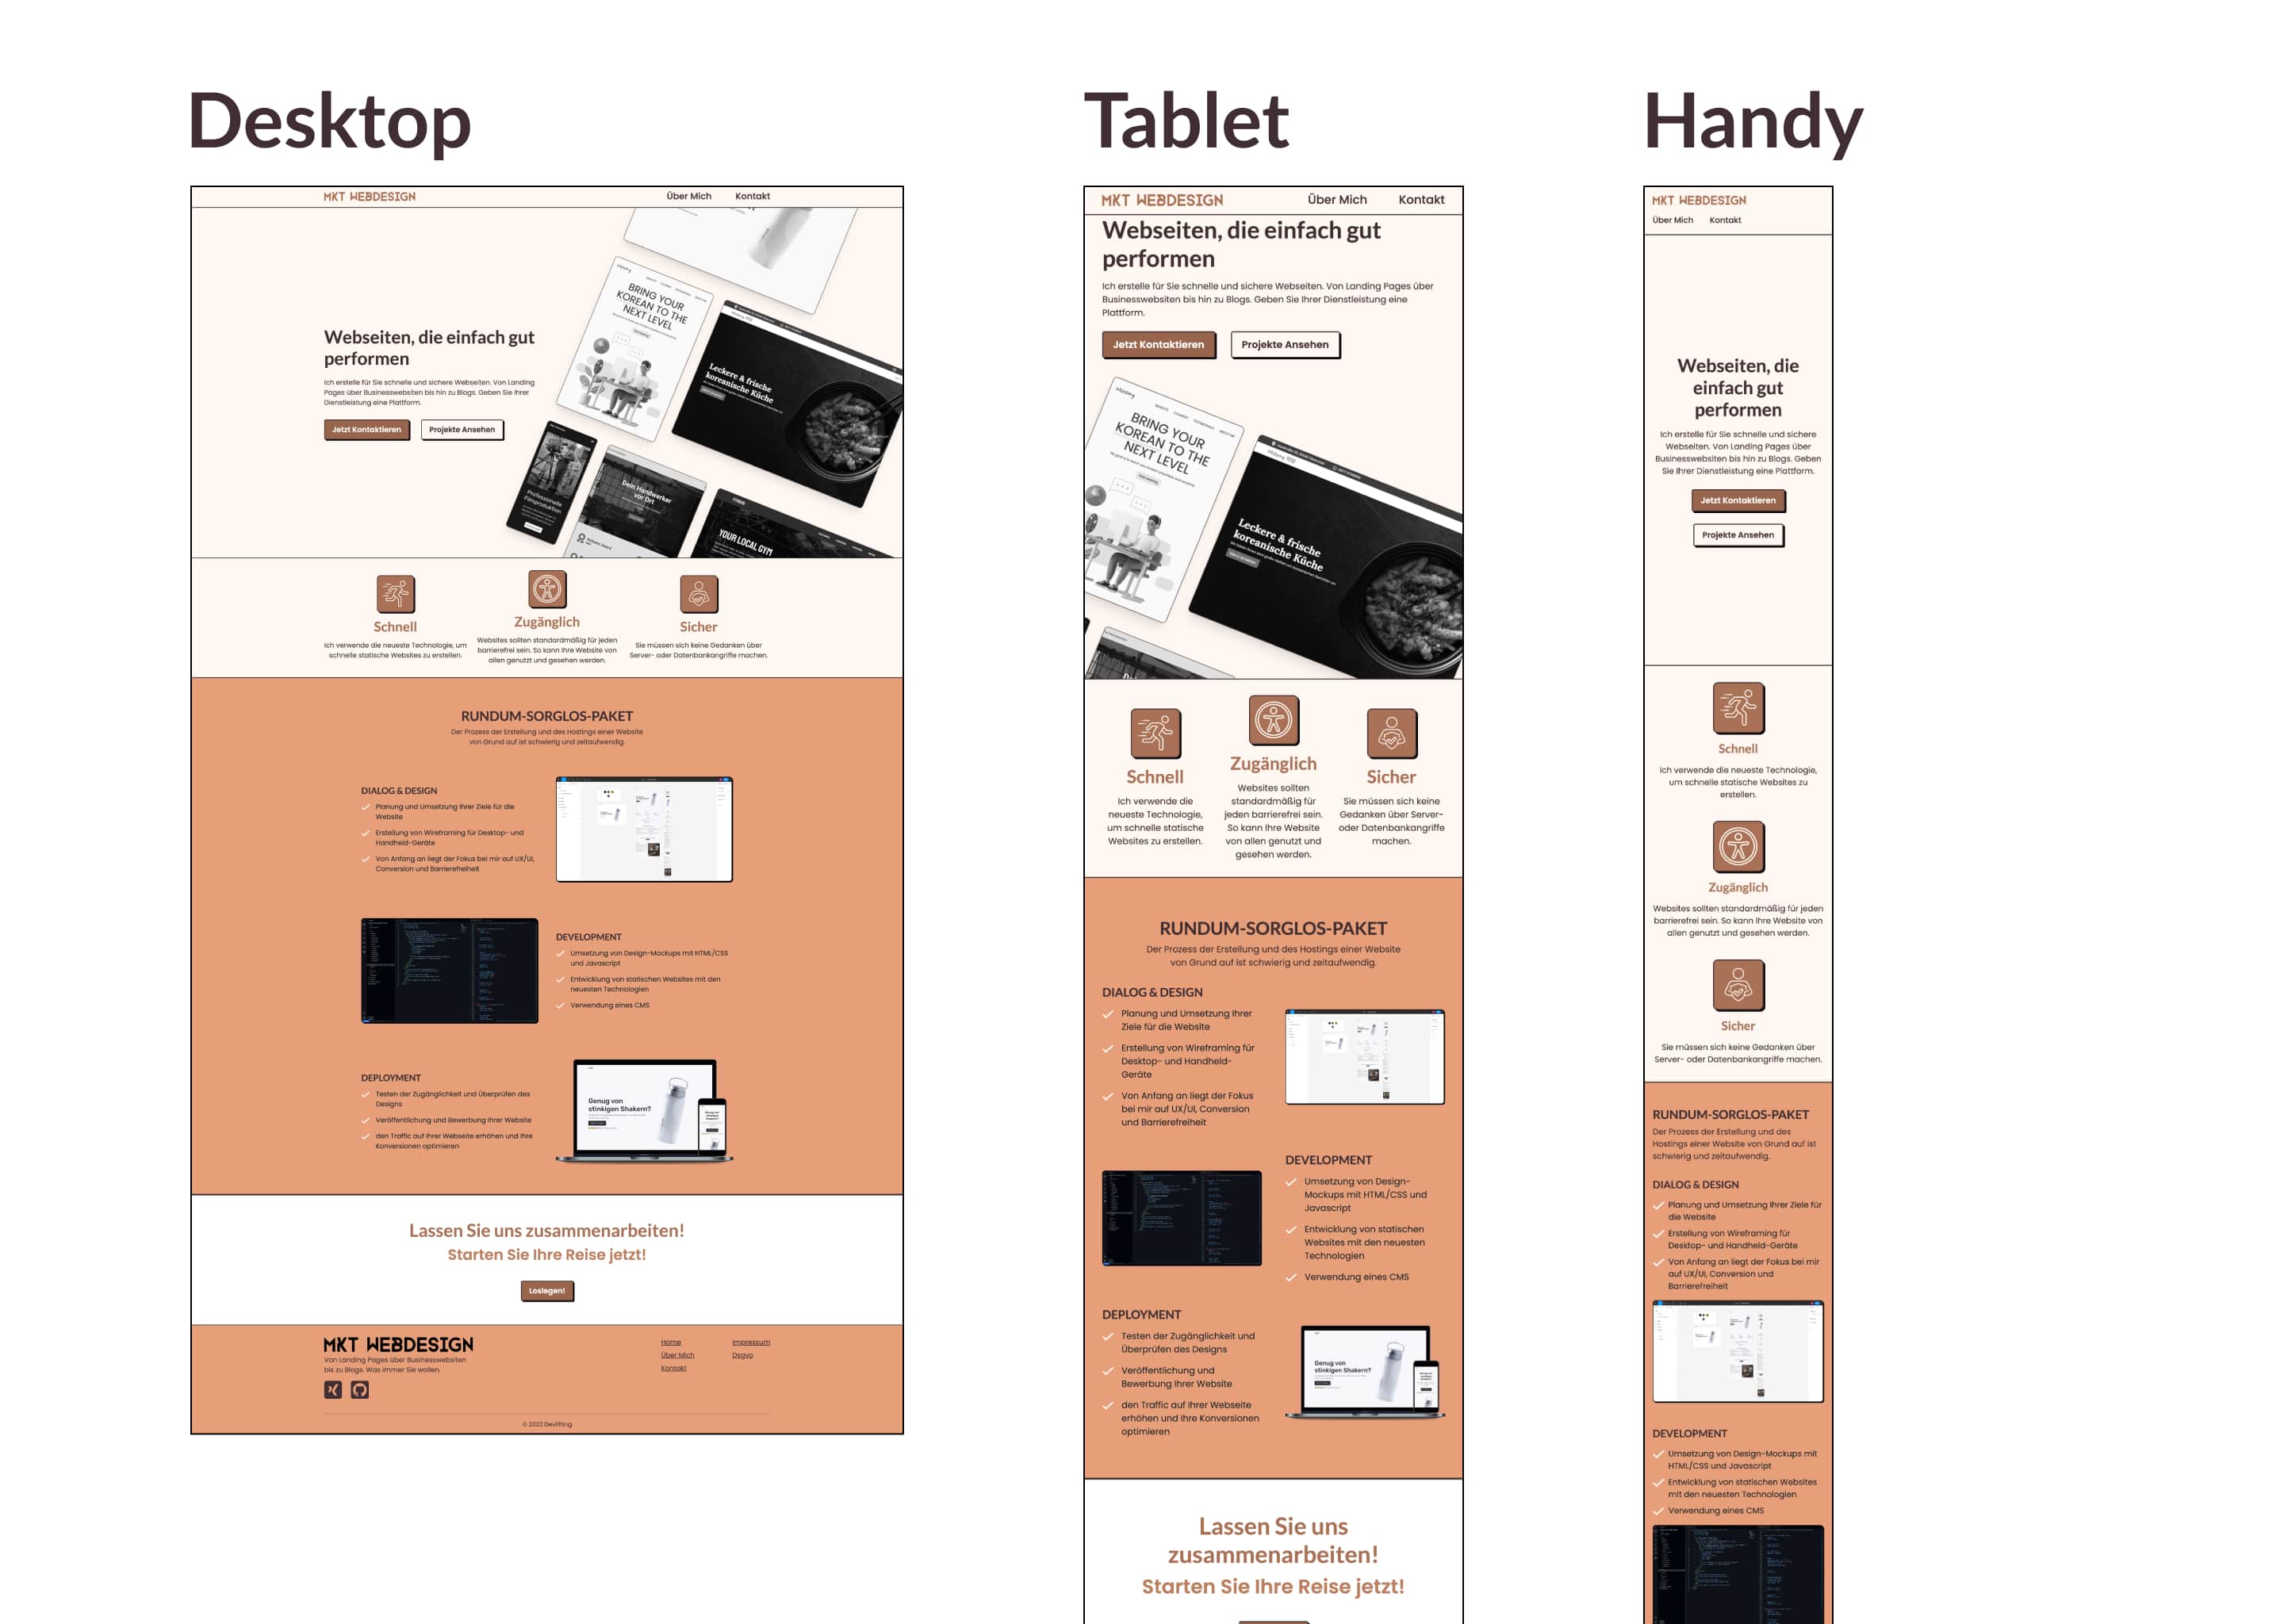 Desktop
MKT WEBDESIGN
Über Mich Kontakt
Webseiten, die einfach gut
performen
Ich erstelle für Sie schnelle und sichere Webseiten. Von Landing
Pages über Businesswebsiten bis hin zu Blogs. Geben Sie Ihrer
Dienstleistung eine Plattform.
Jetzt Kontaktieren Projekte Ansehen
BRING YOUR
KOREAN TO THE
NEXT LEVEL
Leckere & frische
koreanische Küche
Professionelle
Filmproduktion
Dein Handwerker
vor Ort
YOUR LOCAL GYM
Schnell
Ich verwende die neueste Technologie, um
schnelle statische Websites zu erstellen.
Zugänglich
Websites sollten standardmäßig für jeden
barrierefrei sein. So kann Ihre Website von
allen genutzt und gesehen werden.
Sicher
Sie müssen sich keine Gedanken über
Server- oder Datenbankangriffe machen.
RUNDUM-SORGLOS-PAKET
Der Prozess der Erstellung und des Hostings einer Website
von Grund auf ist schwierig und zeitaufwendig.
DIALOG & DESIGN
Planung und Umsetzung Ihrer Ziele für die
Website
Erstellung von Wireframing für Desktop- und
Handheld-Geräte
Von Anfang an liegt der Fokus bei mir auf UX/UI,
Conversion und Barrierefreiheit
DEVELOPMENT
Umsetzung von Design-Mockups mit HTML/CSS
und Javascript
Entwicklung von statischen Websites mit den
neuesten Technologien
Verwendung eines CMS
DEPLOYMENT
Testen der Zugänglichkeit und Überprüfen des
Designs
Veröffentlichung und Bewerbung Ihrer Website
den Traffic auf Ihrer Webseite erhöhen und Ihre
Konversionen optimieren
Genug von
stinkigen Shakern?
Lassen Sie uns zusammenarbeiten!
Starten Sie Ihre Reise jetzt!
Loslegen!
MKT WEBDESIGN
Von Landing Pages über Businesswebsiten
bis zu Blogs. Was immer Sie wollen.
Home
Über Mich
Kontakt
Impressum
Dsgvo
© 2022 Devlifting
Tablet
MKT WEBDESIGN
Über Mich Kontakt
Webseiten, die einfach gut
performen
Ich erstelle für Sie schnelle und sichere Webseiten. Von Landing Pages über
Businesswebsiten bis hin zu Blogs. Geben Sie Ihrer Dienstleistung eine
Plattform.
Jetzt Kontaktieren Projekte Ansehen
BRING YOUR
KOREAN TO THE
NEXT LEVEL
Leckere & frische
koreanische Küche
Schnell
Ich verwende die
neueste Technologie,
um schnelle statische
Websites zu erstellen.
Zugänglich
Websites sollten
standardmäßig für
jeden barrierefrei sein.
So kann Ihre Website
von allen genutzt und
gesehen werden.
Sicher
Sie müssen sich keine
Gedanken über Server-
oder Datenbankangriffe
machen.
RUNDUM-SORGLOS-PAKET
Der Prozess der Erstellung und des Hostings einer Website
von Grund auf ist schwierig und zeitaufwendig.
DIALOG & DESIGN
Planung und Umsetzung Ihrer
Ziele für die Website
Erstellung von Wireframing für
Desktop- und Handheld-
Geräte
Von Anfang an liegt der Fokus
bei mir auf UX/UI, Conversion
und Barrierefreiheit
DEVELOPMENT
Umsetzung von Design-
Mockups mit HTML/CSS und
Javascript
Entwicklung von statischen
Websites mit den neuesten
Technologien
Verwendung eines CMS
DEPLOYMENT
Testen der Zugänglichkeit und
Überprüfen des Designs
Veröffentlichung und
Bewerbung Ihrer Website
den Traffic auf Ihrer Webseite
erhöhen und Ihre Konversionen
optimieren
Genug von
stinkigen Shakern?
Lassen Sie uns
zusammenarbeiten!
Starten Sie Ihre Reise jetzt!
Handy
MKT WEBDESIGN
Über Mich Kontakt
Webseiten, die
einfach gut
performen
Ich erstelle für Sie schnelle und sichere
Webseiten. Von Landing Pages über
Businesswebsiten bis hin zu Blogs. Geben
Sie Ihrer Dienstleistung eine Plattform.
Jetzt Kontaktieren
Projekte Ansehen
Schnell
Ich verwende die neueste Technologie,
um schnelle statische Websites zu
erstellen.
Zugänglich
Websites sollten standardmäßig für jeden
barrierefrei sein. So kann Ihre Website von
allen genutzt und gesehen werden.
Sicher
Sie müssen sich keine Gedanken über
Server- oder Datenbankangriffe machen.
RUNDUM-SORGLOS-PAKET
Der Prozess der Erstellung und des
Hostings einer Website von Grund auf ist
schwierig und zeitaufwendig.
DIALOG & DESIGN
Planung und Umsetzung Ihrer Ziele für
die Website
Erstellung von Wireframing für
Desktop- und Handheld-Geräte
Von Anfang an liegt der Fokus bei mir
auf UX/UI, Conversion und
Barrierefreiheit
DEVELOPMENT
Umsetzung von Design-Mockups mit
HTML/CSS und Javascript
Entwicklung von statischen Websites
mit den neuesten Technologien
Verwendung eines CMS